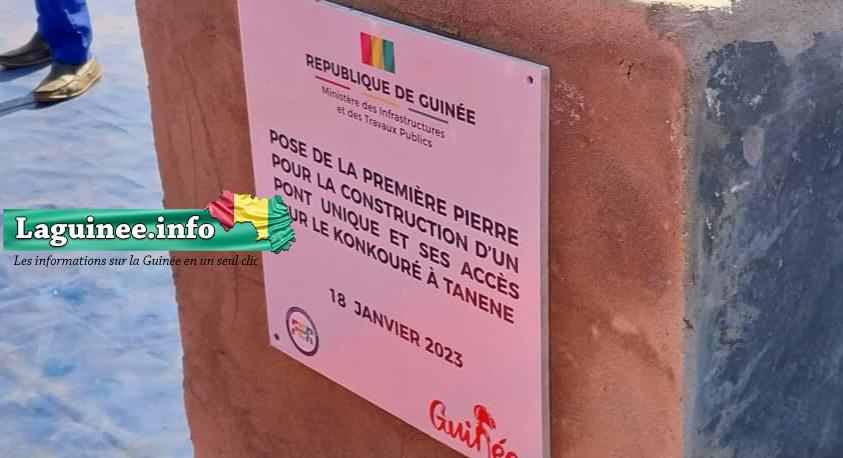 REPUBLIQUE DE GUINÉE
Ministère des Infrastructures
et des Travaux Publics
POSE DE LA PREMIÈRE PIERRE
POUR LA CONSTRUCTION D'UN
PONT UNIQUE ET SES ACCÈS
SUR LE KONKOURÉ À TANENE
18 JANVIER 2023
Guinée
Laguinee.info
Les informations sur la Guinée en un seul clic